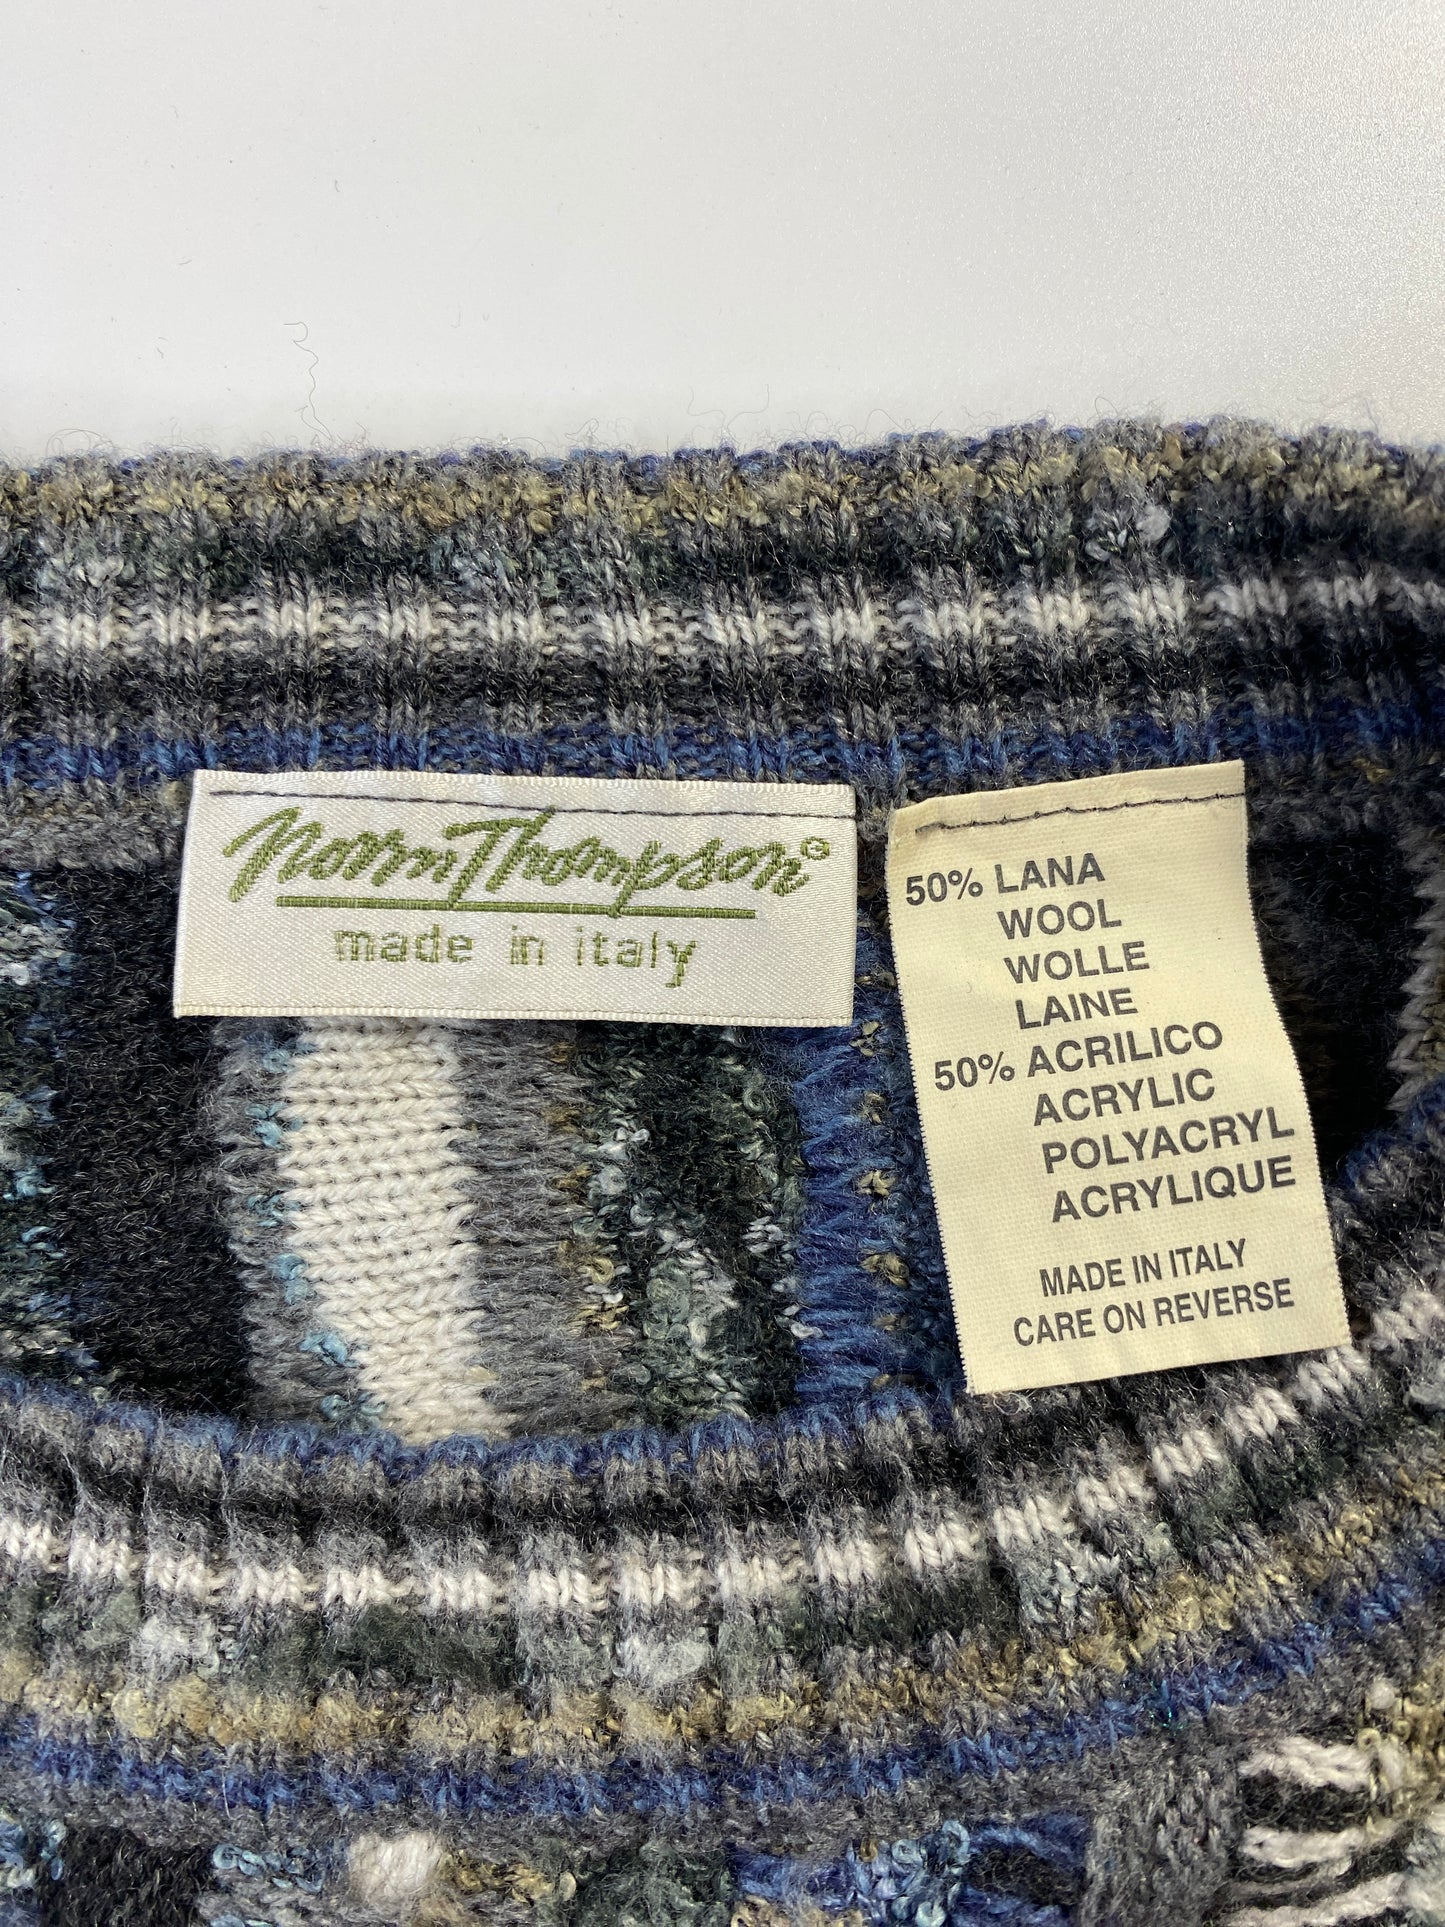 Norm Thompson
made in italy
50% LANA
WOOL
WOLLE
LAINE
50% ACRILICO
ACRYLIC
POLYACRYL
ACRYLIQUE
MADE IN ITALY
CARE ON REVERSE